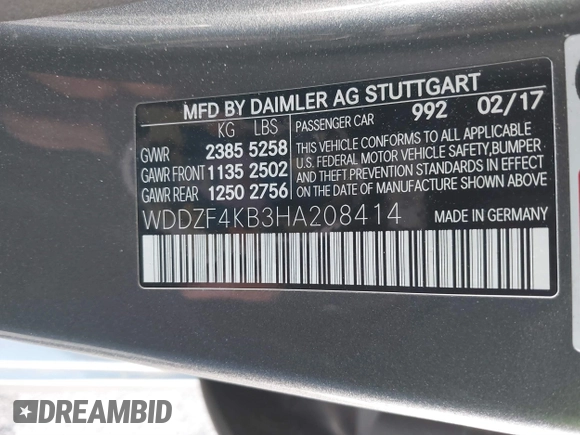 MFD BY DAIMLER AG STUTTGART
KG LBS PASSENGER CAR 992 02/17
GVWR 2385 5258
GAWR FRONT 1135 2502
GAWR REAR 1250 2756
THIS VEHICLE CONFORMS TO ALL APPLICABLE
U.S. FEDERAL MOTOR VEHICLE SAFETY, BUMPER
AND THEFT PREVENTION STANDARDS IN EFFECT
ON THE DATE OF MANUFACTURE SHOWN ABOVE.
WDDZF4KB3HA208414 MADE IN GERMANY
DREAMBID